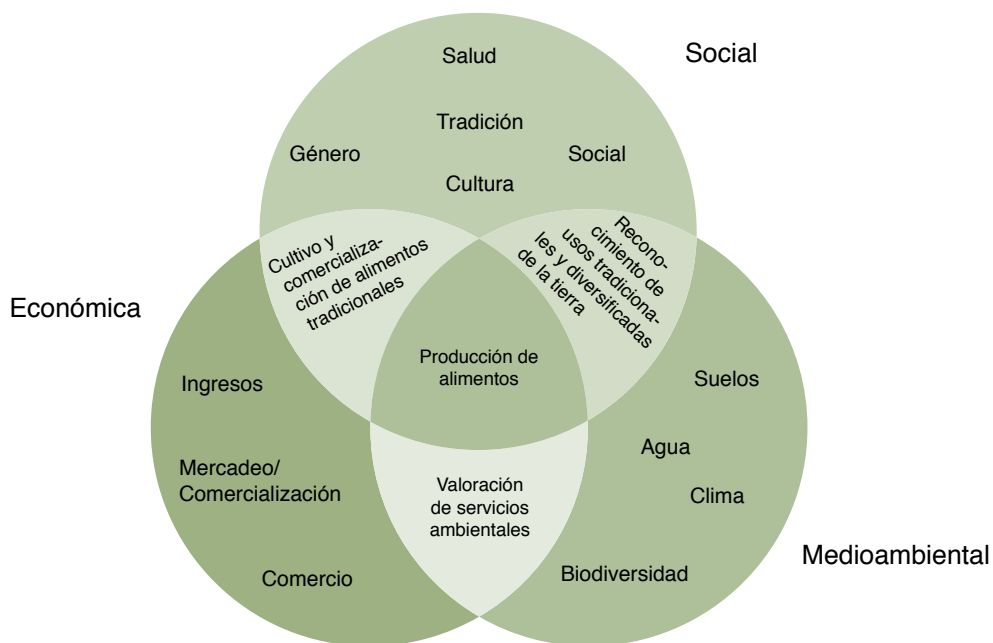 Salud
Social
Tradición
Género
Social
Cultura
Cultivo y
comercializa-
ción de alimentos
tradicionales
Recono-
cimiento de
usos tradiciona-
les y diversificadas
de la tierra
Económica
Producción de
alimentos
Ingresos
Suelos
Agua
Mercadeo/
Comercialización
Clima
Valoración
de servicios
ambientales
Comercio
Biodiversidad
Medioambiental